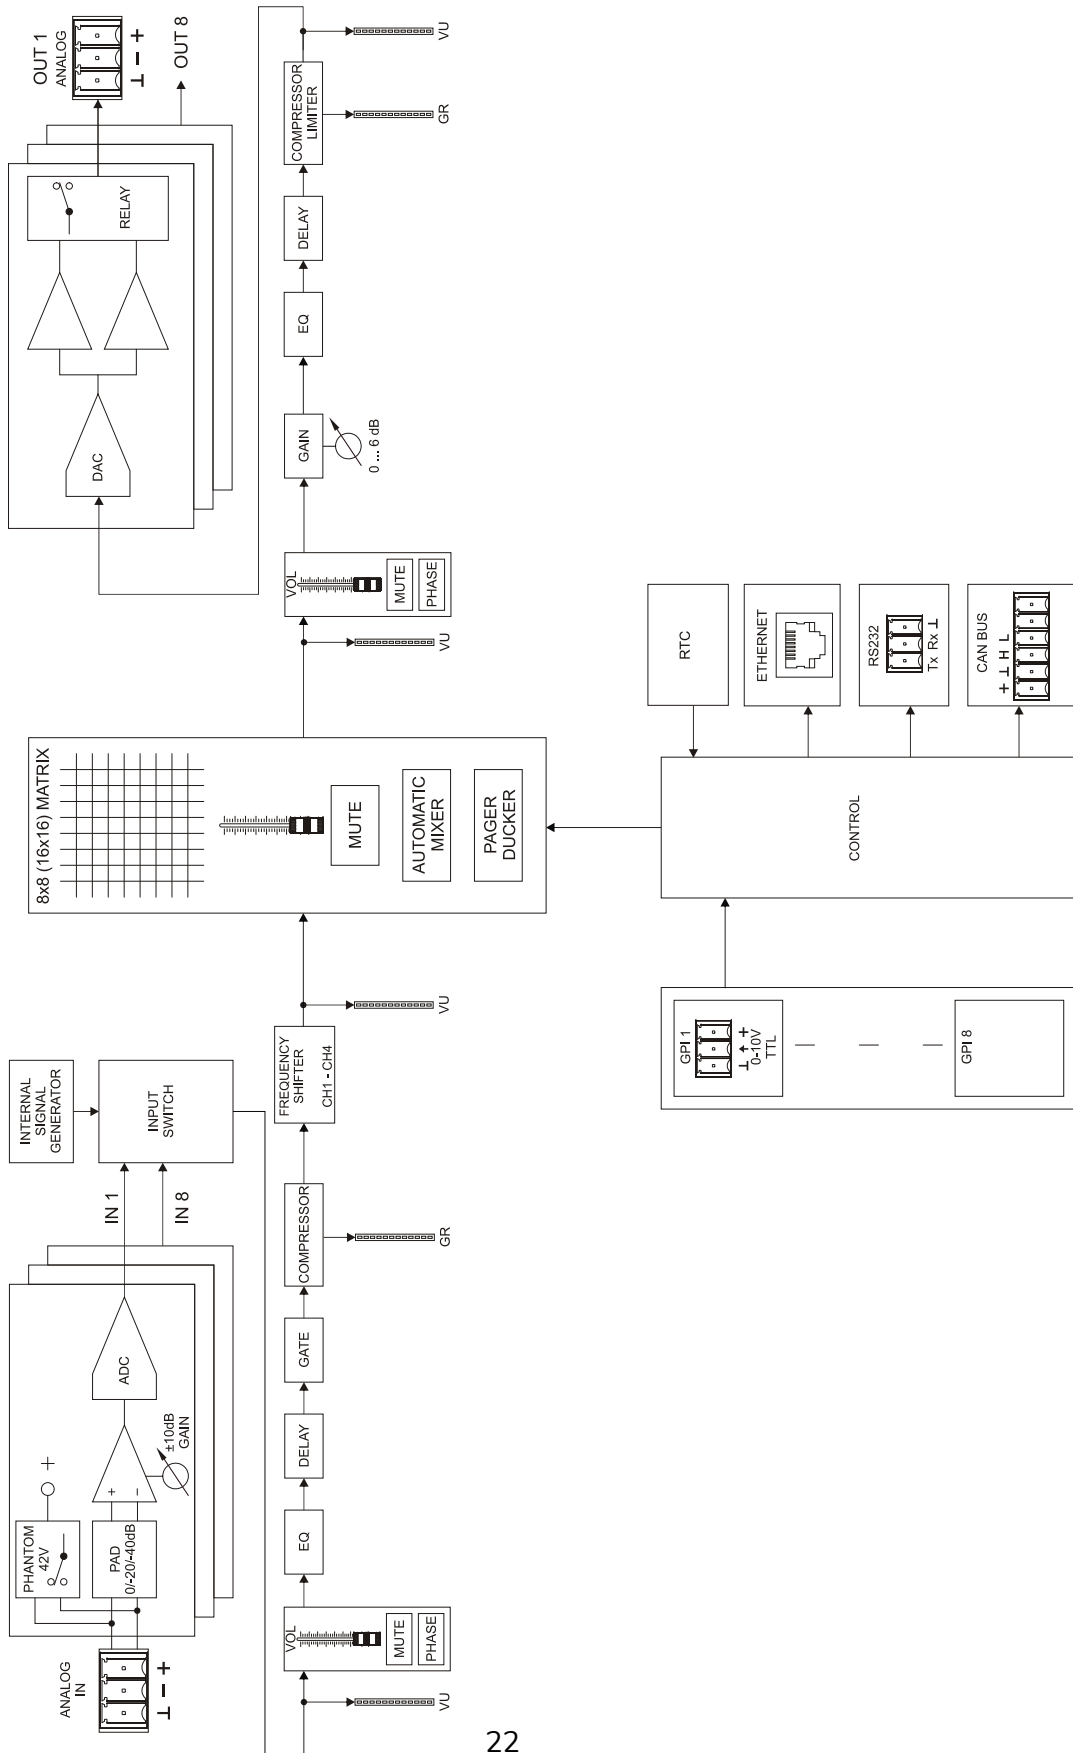 ANALOG
IN
+
−
⊥
PHANTOM
42V
+
PAD
0/-20/-40dB
+
−
±10dB
GAIN
ADC
IN 1
IN 8
INTERNAL
SIGNAL
GENERATOR
INPUT
SWITCH
VU
VOL
MUTE
PHASE
EQ
DELAY
GATE
COMPRESSOR
GR
FREQUENCY
SHIFTER
CH1 - CH4
VU
8x8 (16x16) MATRIX
MUTE
AUTOMATIC
MIXER
PAGER
DUCKER
VU
VOL
MUTE
PHASE
GAIN
0 ... 6 dB
EQ
DELAY
COMPRESSOR
LIMITER
GR
VU
DAC
RELAY
OUT 1
ANALOG
+
−
⊥
OUT 8
GPI 1
⊥ +
0-10V
TTL
GPI 8
CONTROL
RTC
ETHERNET
RS232
Tx Rx ⊥
CAN BUS
+ ⊥ H L
22